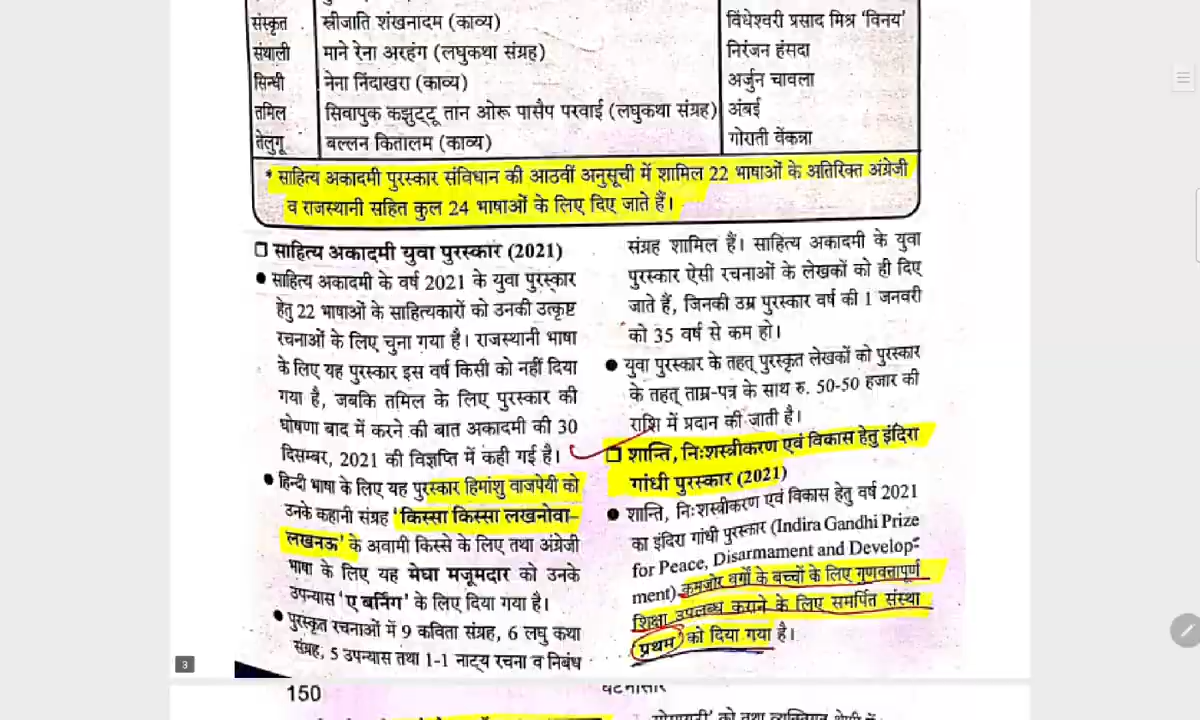 संस्कृत स्रीजाति शंखनादम (काव्य) विंधेश्वरी प्रसाद मिश्र 'विनय'
संथाली माने रेना अरहंग (लघुकथा संग्रह) निरंजन हंसदा
सिन्धी नेना निंदाखरा (काव्य) अर्जुन चावला
तमिल सिवापुक कझुट्टू तान ओरू पासैप परवाई (लघुकथा संग्रह) अंबई
तेलुगू बल्लन कितालम (काव्य) गोराती वेंकन्ना
* साहित्य अकादमी पुरस्कार संविधान की आठवीं अनुसूची में शामिल 22 भाषाओं के अतिरिक्त अंग्रेजी
व राजस्थानी सहित कुल 24 भाषाओं के लिए दिए जाते हैं।
❑ साहित्य अकादमी युवा पुरस्कार (2021)
● साहित्य अकादमी के वर्ष 2021 के युवा पुरस्कार
हेतु 22 भाषाओं के साहित्यकारों को उनकी उत्कृष्ट
रचनाओं के लिए चुना गया है। राजस्थानी भाषा
के लिए यह पुरस्कार इस वर्ष किसी को नहीं दिया
गया है, जबकि तमिल के लिए पुरस्कार की
घोषणा बाद में करने की बात अकादमी की 30
दिसम्बर, 2021 की विज्ञप्ति में कही गई है।
● हिन्दी भाषा के लिए यह पुरस्कार हिमांशु वाजपेयी को
उनके कहानी संग्रह 'किस्सा किस्सा लखनोवा-
लखनऊ' के अवामी किस्से के लिए तथा अंग्रेजी
भाषा के लिए यह मेघा मजूमदार को उनके
उपन्यास 'ए बर्निंग' के लिए दिया गया है।
● पुरस्कृत रचनाओं में 9 कविता संग्रह, 6 लघु कथा
संग्रह, 5 उपन्यास तथा 1-1 नाट्य रचना व निबंध
संग्रह शामिल हैं। साहित्य अकादमी के युवा
पुरस्कार ऐसी रचनाओं के लेखकों को ही दिए
जाते हैं, जिनकी उम्र पुरस्कार वर्ष की 1 जनवरी
को 35 वर्ष से कम हो।
● युवा पुरस्कार के तहत् पुरस्कृत लेखकों को पुरस्कार
के तहत् ताम्र-पत्र के साथ रु. 50-50 हजार की
राशि में प्रदान की जाती है।
❑ शान्ति, निःशस्त्रीकरण एवं विकास हेतु इंदिरा
गांधी पुरस्कार (2021)
● शान्ति, निःशस्त्रीकरण एवं विकास हेतु वर्ष 2021
का इंदिरा गांधी पुरस्कार (Indira Gandhi Prize
for Peace, Disarmament and Develop-
ment) कमजोर वर्गों के बच्चों के लिए गुणवत्तापूर्ण
शिक्षा उपलब्ध कराने के लिए समर्पित संस्था
प्रथम को दिया गया है।
3
150